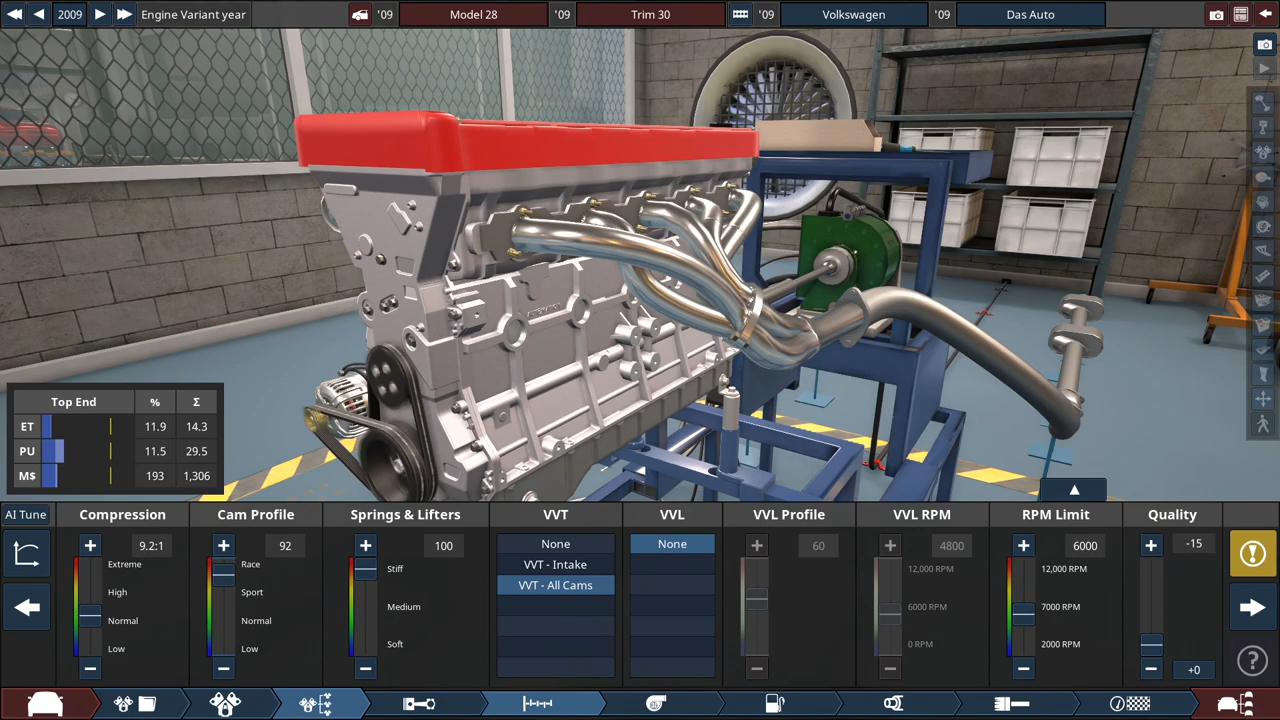 2009 Engine Variant year '09 Model 28 '09 Trim 30 '09 Volkswagen '09 Das Auto
Top End % Σ
ET 11.9 14.3
PU 11.5 29.5
M$ 193 1,306
AI Tune Compression Cam Profile Springs & Lifters VVT VVL VVL Profile VVL RPM RPM Limit Quality
9.2:1 92 100 None None 60 4800 6000 -15
Extreme Race Stiff VVT - Intake 12,000 RPM 12,000 RPM
VVT - All Cams
High Sport
Medium 6000 RPM 7000 RPM
Normal Normal
Low Low Soft 0 RPM 2000 RPM
+0